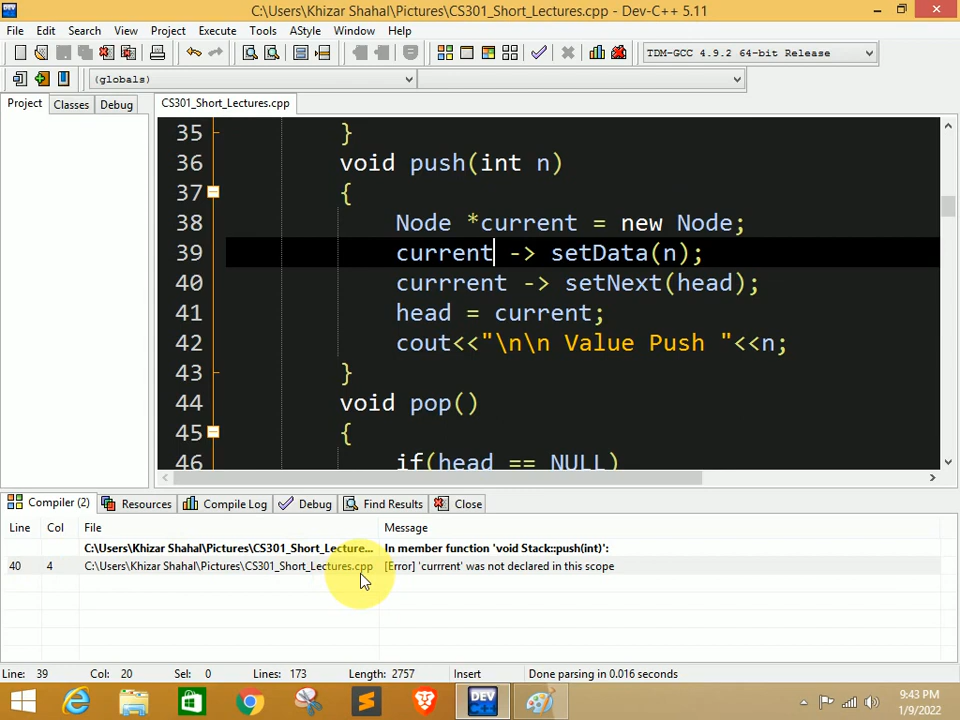 C:\Users\Khizar Shahal\Pictures\CS301_Short_Lectures.cpp - Dev-C++ 5.11
File Edit Search View Project Execute Tools AStyle Window Help
TDM-GCC 4.9.2 64-bit Release
(globals)
Project Classes Debug CS301_Short_Lectures.cpp
35 }
36 void push(int n)
37 {
38 Node *current = new Node;
39 current -> setData(n);
40 currrent -> setNext(head);
41 head = current;
42 cout<<"\n\n Value Push "<<n;
43 }
44 void pop()
45 {
46 if(head == NULL)
Compiler (2) Resources Compile Log Debug Find Results Close
Line Col File Message
C:\Users\Khizar Shahal\Pictures\CS301_Short_Lecture... In member function 'void Stack::push(int)':
40 4 C:\Users\Khizar Shahal\Pictures\CS301_Short_Lectures.cpp [Error] 'currrent' was not declared in this scope
Line: 39 Col: 20 Sel: 0 Lines: 173 Length: 2757 Insert Done parsing in 0.016 seconds
DEV
9:43 PM
1/9/2022